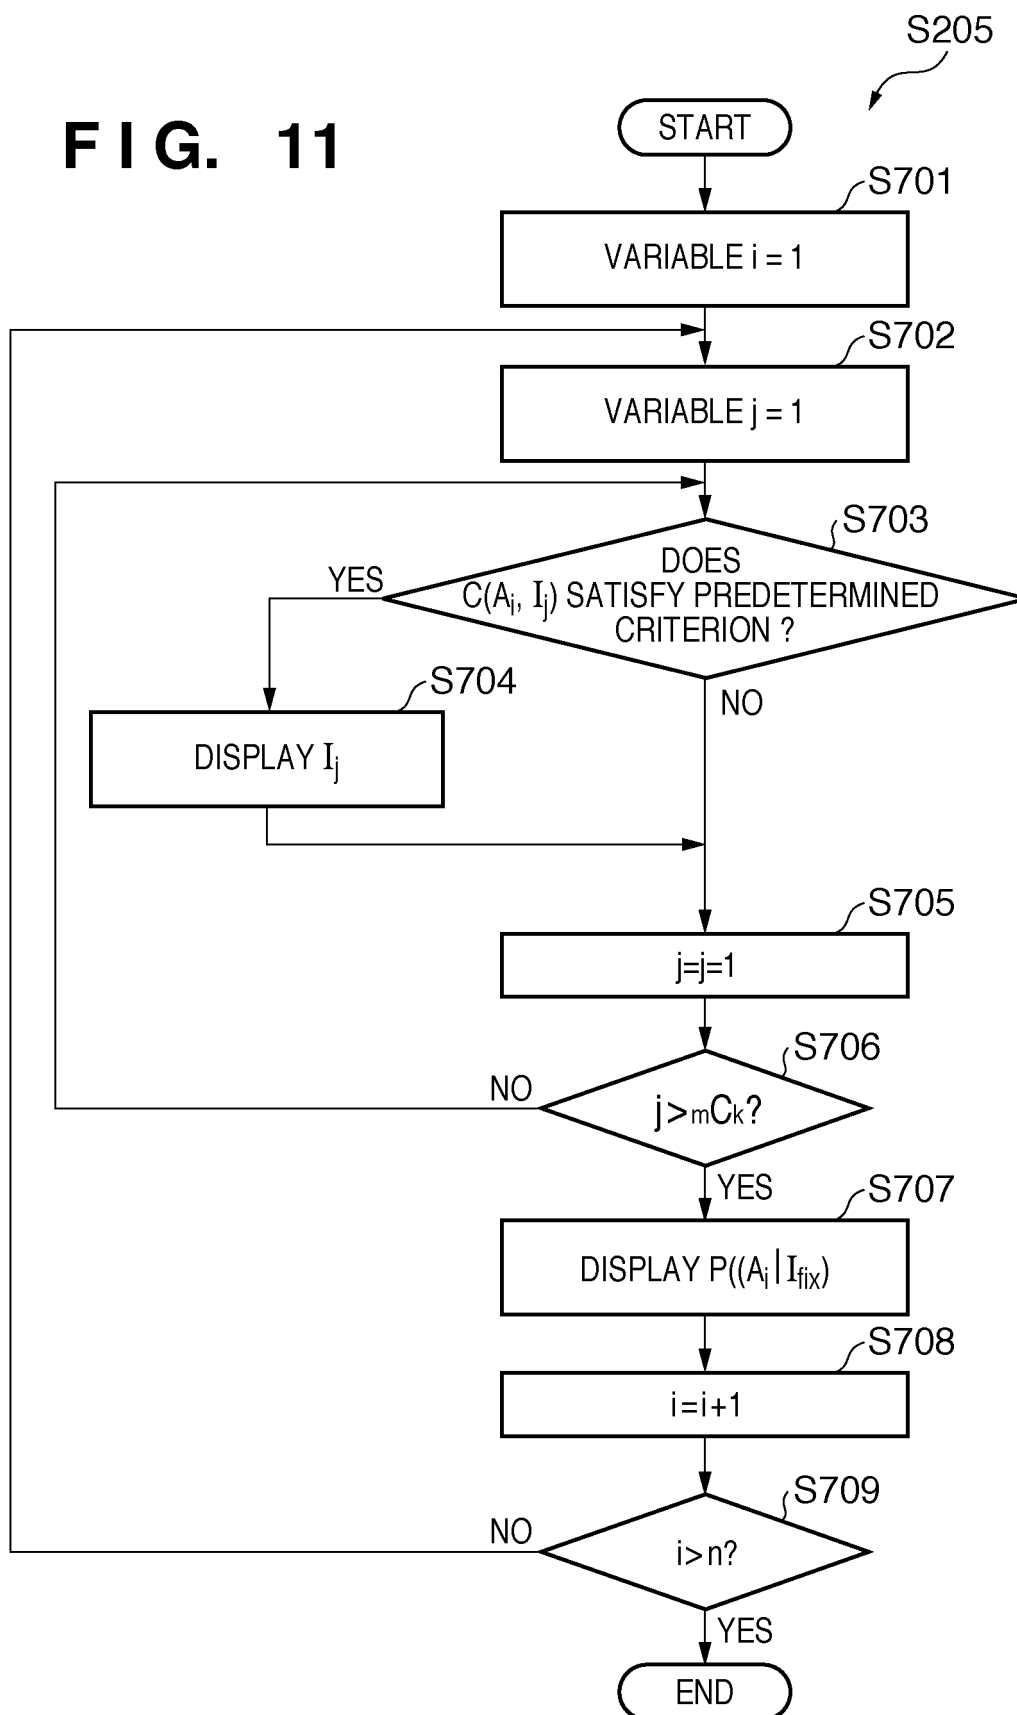 S205
FIG. 11
START
S701
VARIABLE i = 1
S702
VARIABLE j = 1
S703
DOES
C(Ai, Ij) SATISFY PREDETERMINED
CRITERION ?
YES
NO
S704
DISPLAY Ij
S705
j=j=1
S706
j>mCk?
NO
YES
S707
DISPLAY P((Ai|Ifix)
S708
i=i+1
S709
i>n?
NO
YES
END